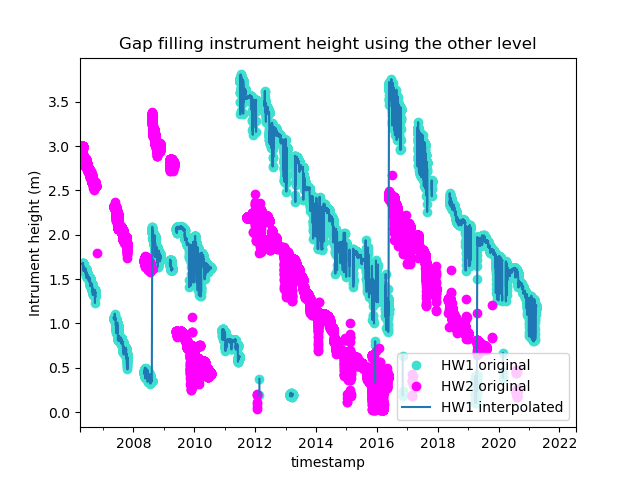 Gap filling instrument height using the other level
Intrument height (m)
3.5
3.0
2.5
2.0
1.5
1.0
0.5
0.0
HW1 original
HW2 original
HW1 interpolated
2008
2010
2012
2014
2016
2018
2020
2022
timestamp